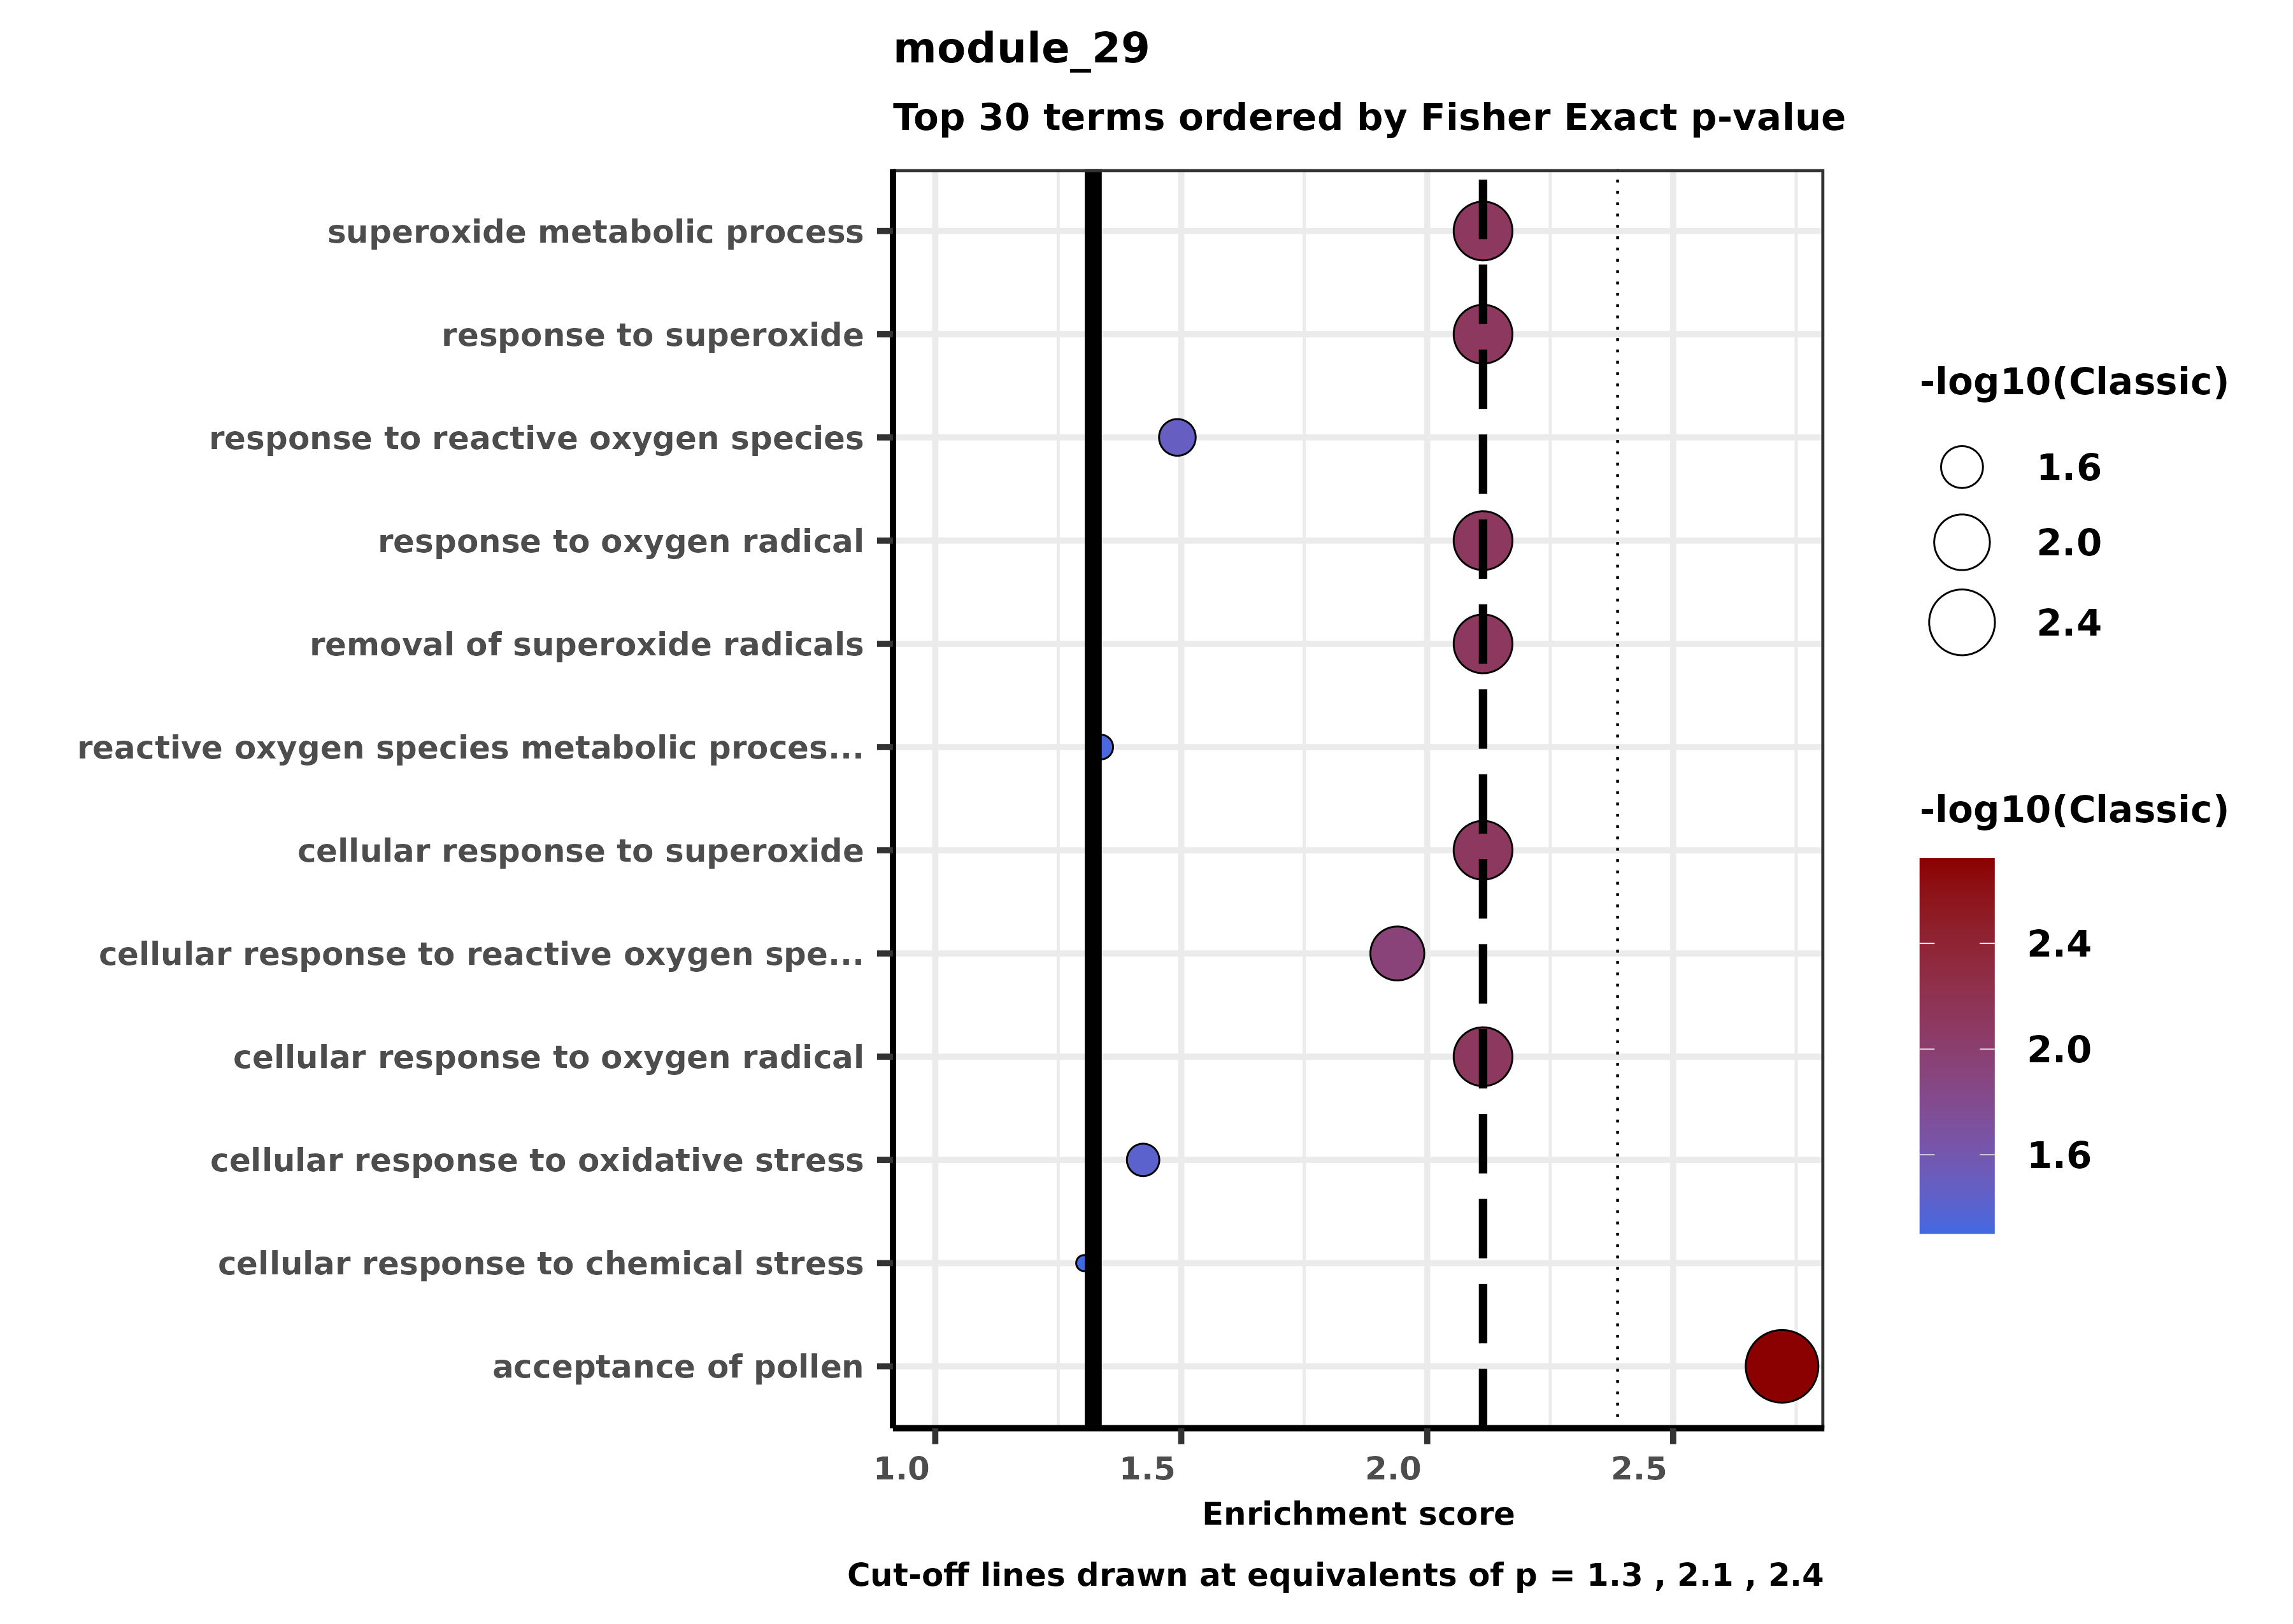 module_29
Top 30 terms ordered by Fisher Exact p-value
superoxide metabolic process
response to superoxide
response to reactive oxygen species
response to oxygen radical
removal of superoxide radicals
reactive oxygen species metabolic proces...
cellular response to superoxide
cellular response to reactive oxygen spe...
cellular response to oxygen radical
cellular response to oxidative stress
cellular response to chemical stress
acceptance of pollen
1.0 1.5 2.0 2.5
Enrichment score
Cut-off lines drawn at equivalents of p = 1.3 , 2.1 , 2.4
-log10(Classic)
1.6
2.0
2.4
-log10(Classic)
2.4
2.0
1.6